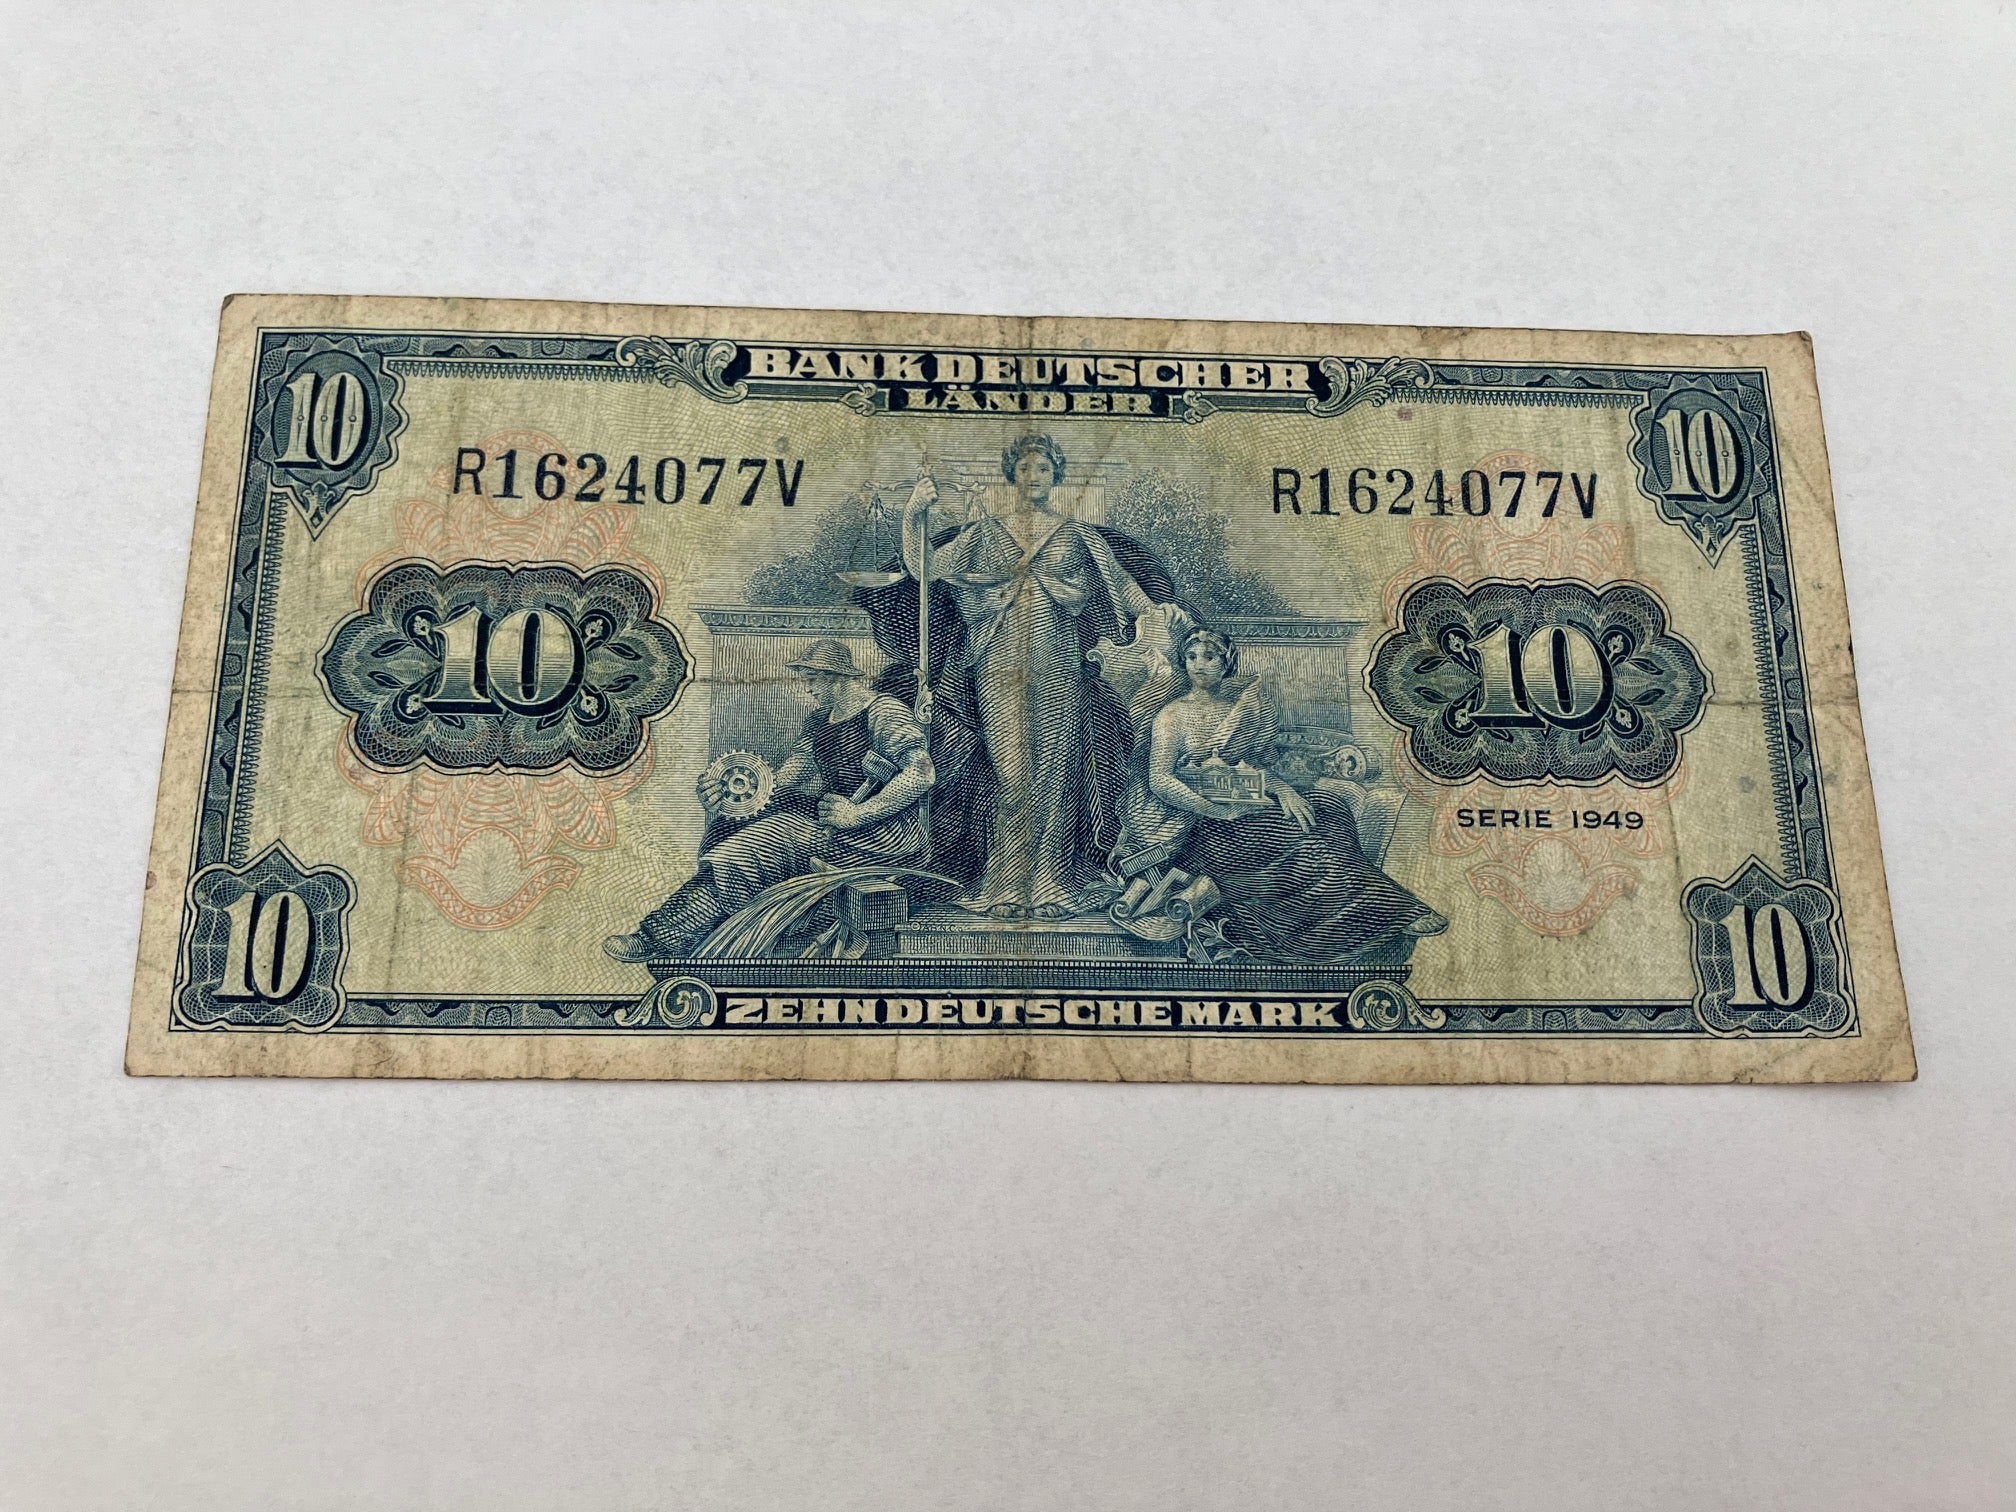 BANK DEUTSCHER
LÄNDER
10 10
R1624077V R1624077V
10 10
SERIE 1949
10 10
ZEHN DEUTSCHE MARK